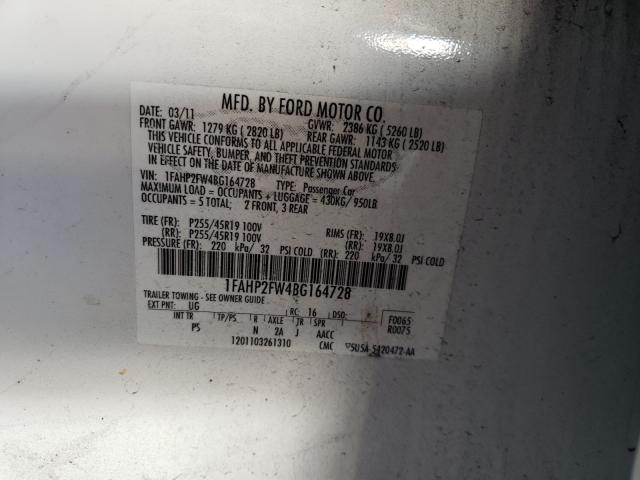 MFD. BY FORD MOTOR CO.
DATE: 03/11 GVWR: 2386 KG ( 5260 LB)
FRONT GAWR: 1279 KG ( 2820 LB) REAR GAWR: 1143 KG ( 2520 LB)
THIS VEHICLE CONFORMS TO ALL APPLICABLE FEDERAL MOTOR
VEHICLE SAFETY, BUMPER, AND THEFT PREVENTION STANDARDS
IN EFFECT ON THE DATE OF MANUFACTURE SHOWN ABOVE.
VIN: 1FAHP2FW4BG164728 TYPE: Passenger Car
MAXIMUM LOAD = OCCUPANTS + LUGGAGE = 430KG/950LB
OCCUPANTS = 5 TOTAL; 2 FRONT, 3 REAR
TIRE (FR): P255/45R19 100V RIMS (FR): 19X8.0J
(RR): P255/45R19 100V (RR): 19X8.0J
PRESSURE (FR): 220 kPa/ 32 PSI COLD (RR): 220 kPa/ 32 PSI COLD
1FAHP2FW4BG164728
TRAILER TOWING - SEE OWNER GUIDE
EXT PNT: UG RC: 16 DSO: F0065
INT TR TP/PS R AXLE TR SPR R0075
PS N 2A J AACC
1201103261310 CMC